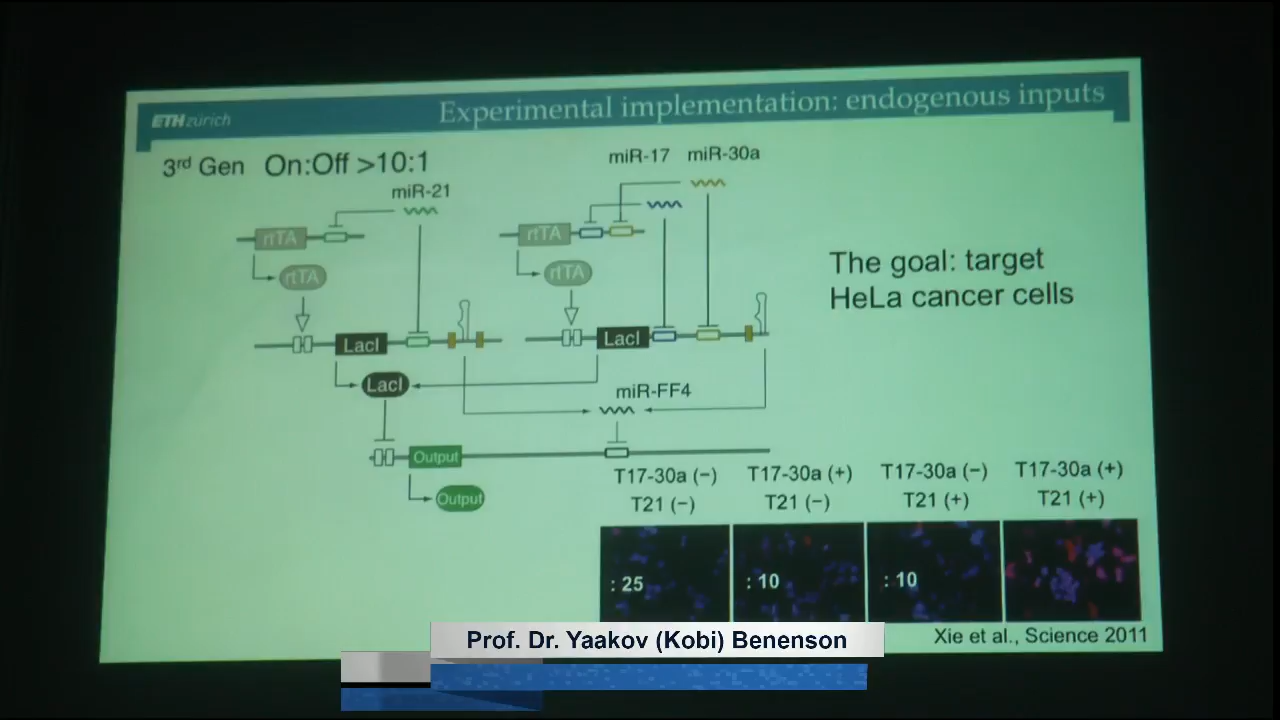 ETH zürich
Experimental implementation: endogenous inputs
3rd Gen On:Off >10:1
miR-21
miR-17 miR-30a
rtTA
rtTA
rtTA
rtTA
The goal: target
HeLa cancer cells
LacI
LacI
LacI
miR-FF4
Output
Output
T17-30a (−) T17-30a (+) T17-30a (−) T17-30a (+)
T21 (−) T21 (−) T21 (+) T21 (+)
: 25 : 10 : 10
Xie et al., Science 2011
Prof. Dr. Yaakov (Kobi) Benenson